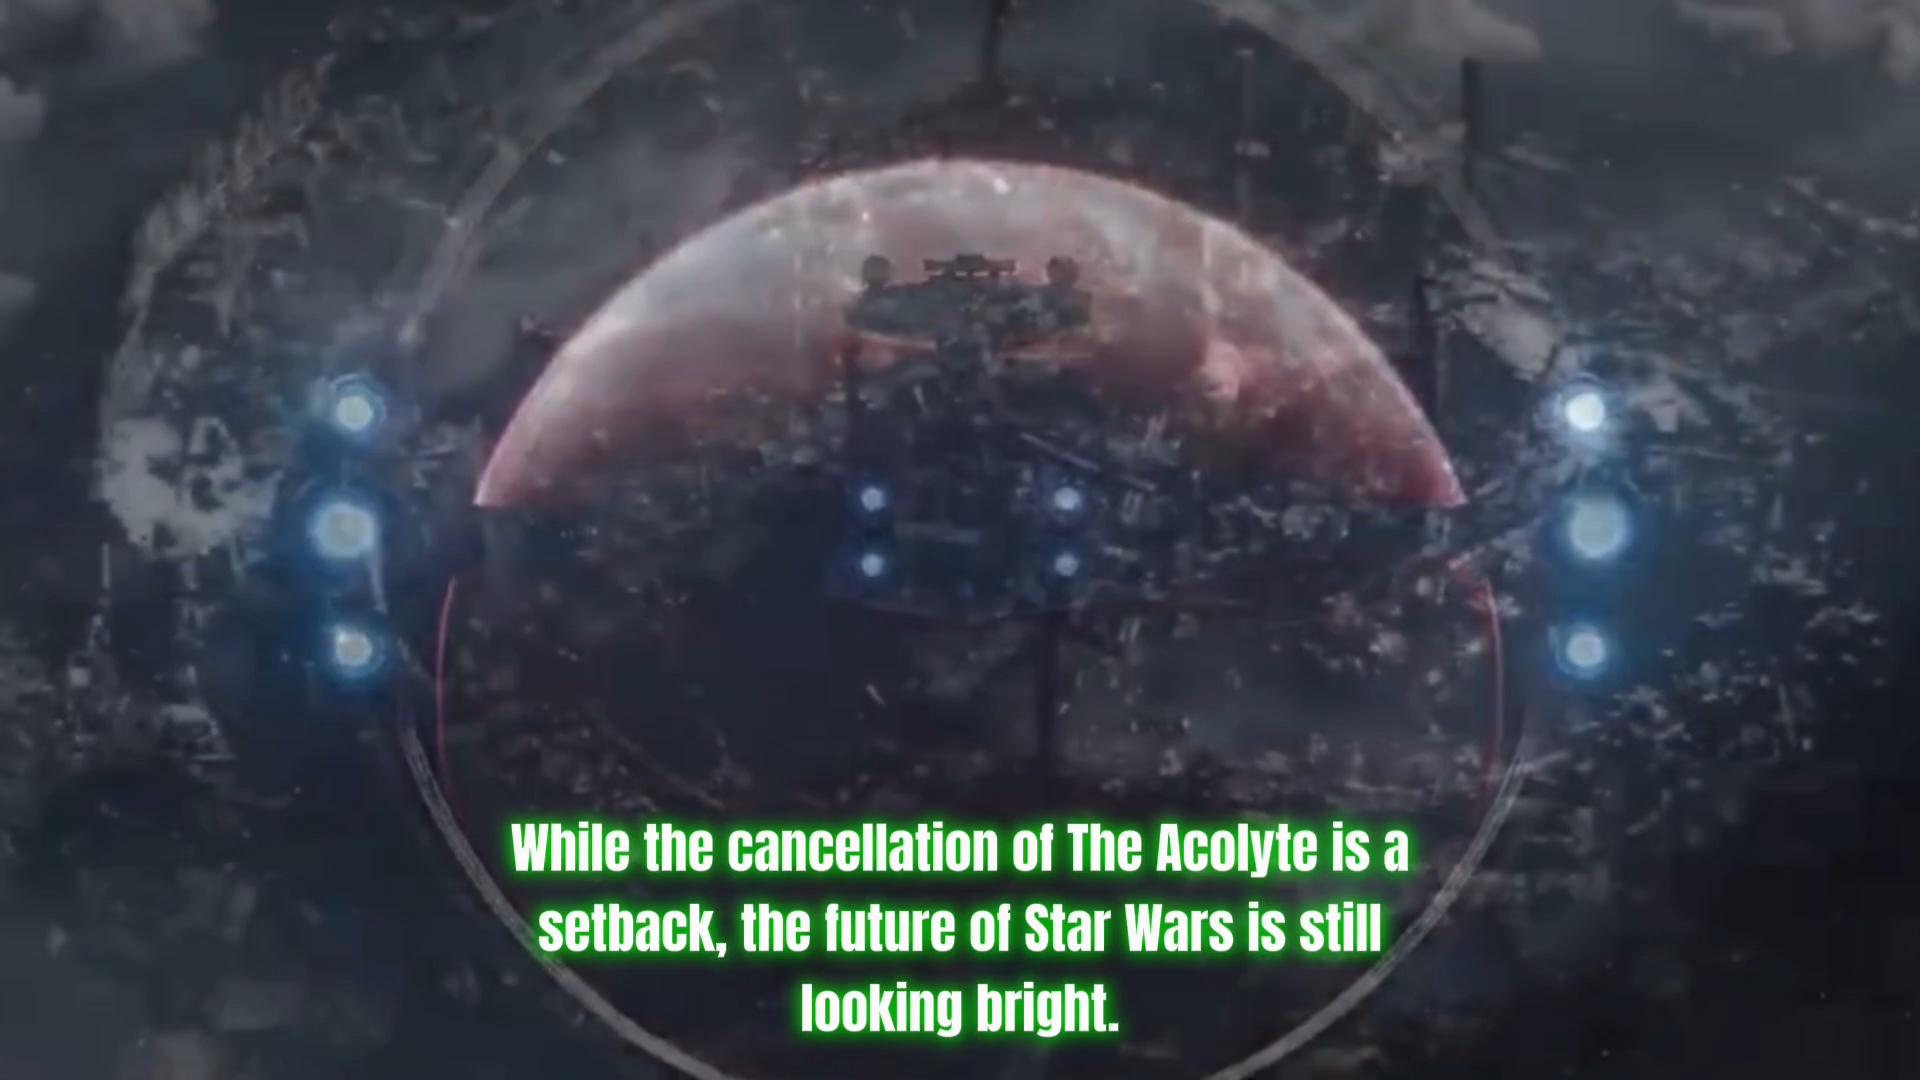 While the cancellation of The Acolyte is a
setback, the future of Star Wars is still
looking bright.